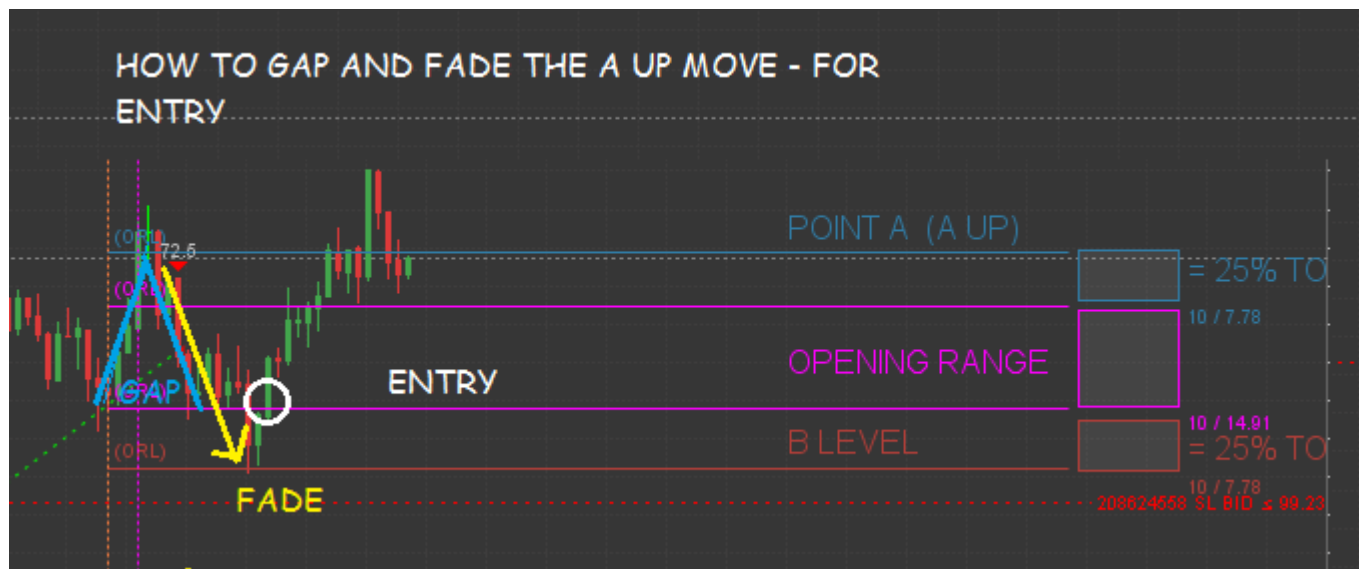 HOW TO GAP AND FADE THE A UP MOVE - FOR
ENTRY
POINT A (A UP)
(ORL)
72.5
= 25% TO
10 / 7.78
OPENING RANGE
GAP
ENTRY
10 / 14.91
B LEVEL
= 25% TO
(ORL)
10 / 7.78
FADE
208624558 SL BID ≤ 99.23